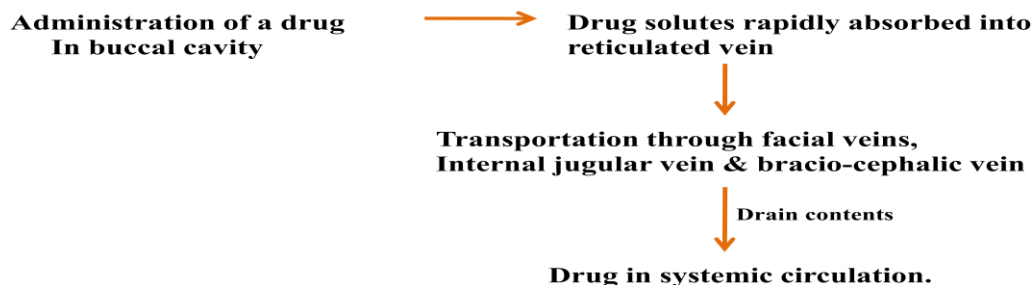 Administration of a drug
In buccal cavity
Drug solutes rapidly absorbed into
reticulated vein
Transportation through facial veins,
Internal jugular vein & bracio-cephalic vein
Drain contents
Drug in systemic circulation.